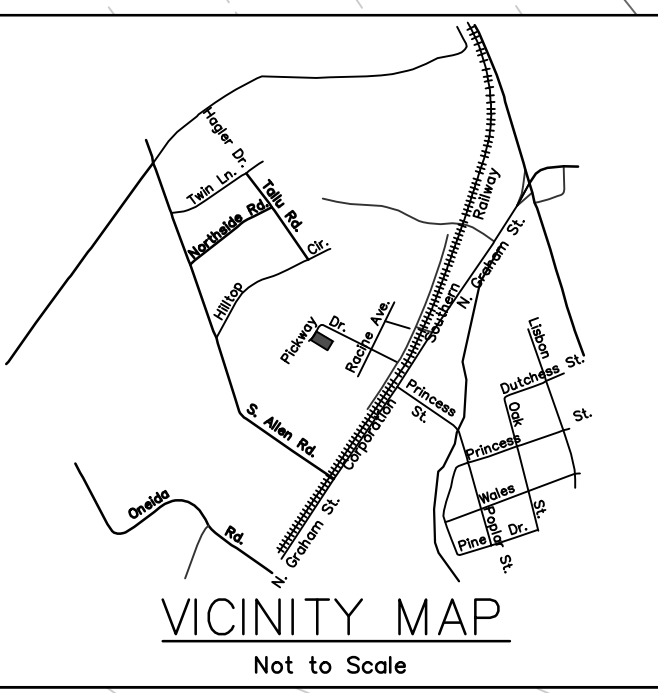 Hagler Dr.
Twin Ln.
Tallu Rd.
Northside Rd.
Cir.
Hilltop
Railway
Southern
N. Graham St.
Pickway
Dr.
Racine Ave.
Lisbon
Dutchess St.
Oak
St.
Princess
St.
St.
Princess
S. Allen Rd.
Corporation
Wales
Poplar St.
Pine Dr.
Oneida
Rd.
N. Graham St.
VICINITY MAP
Not to Scale